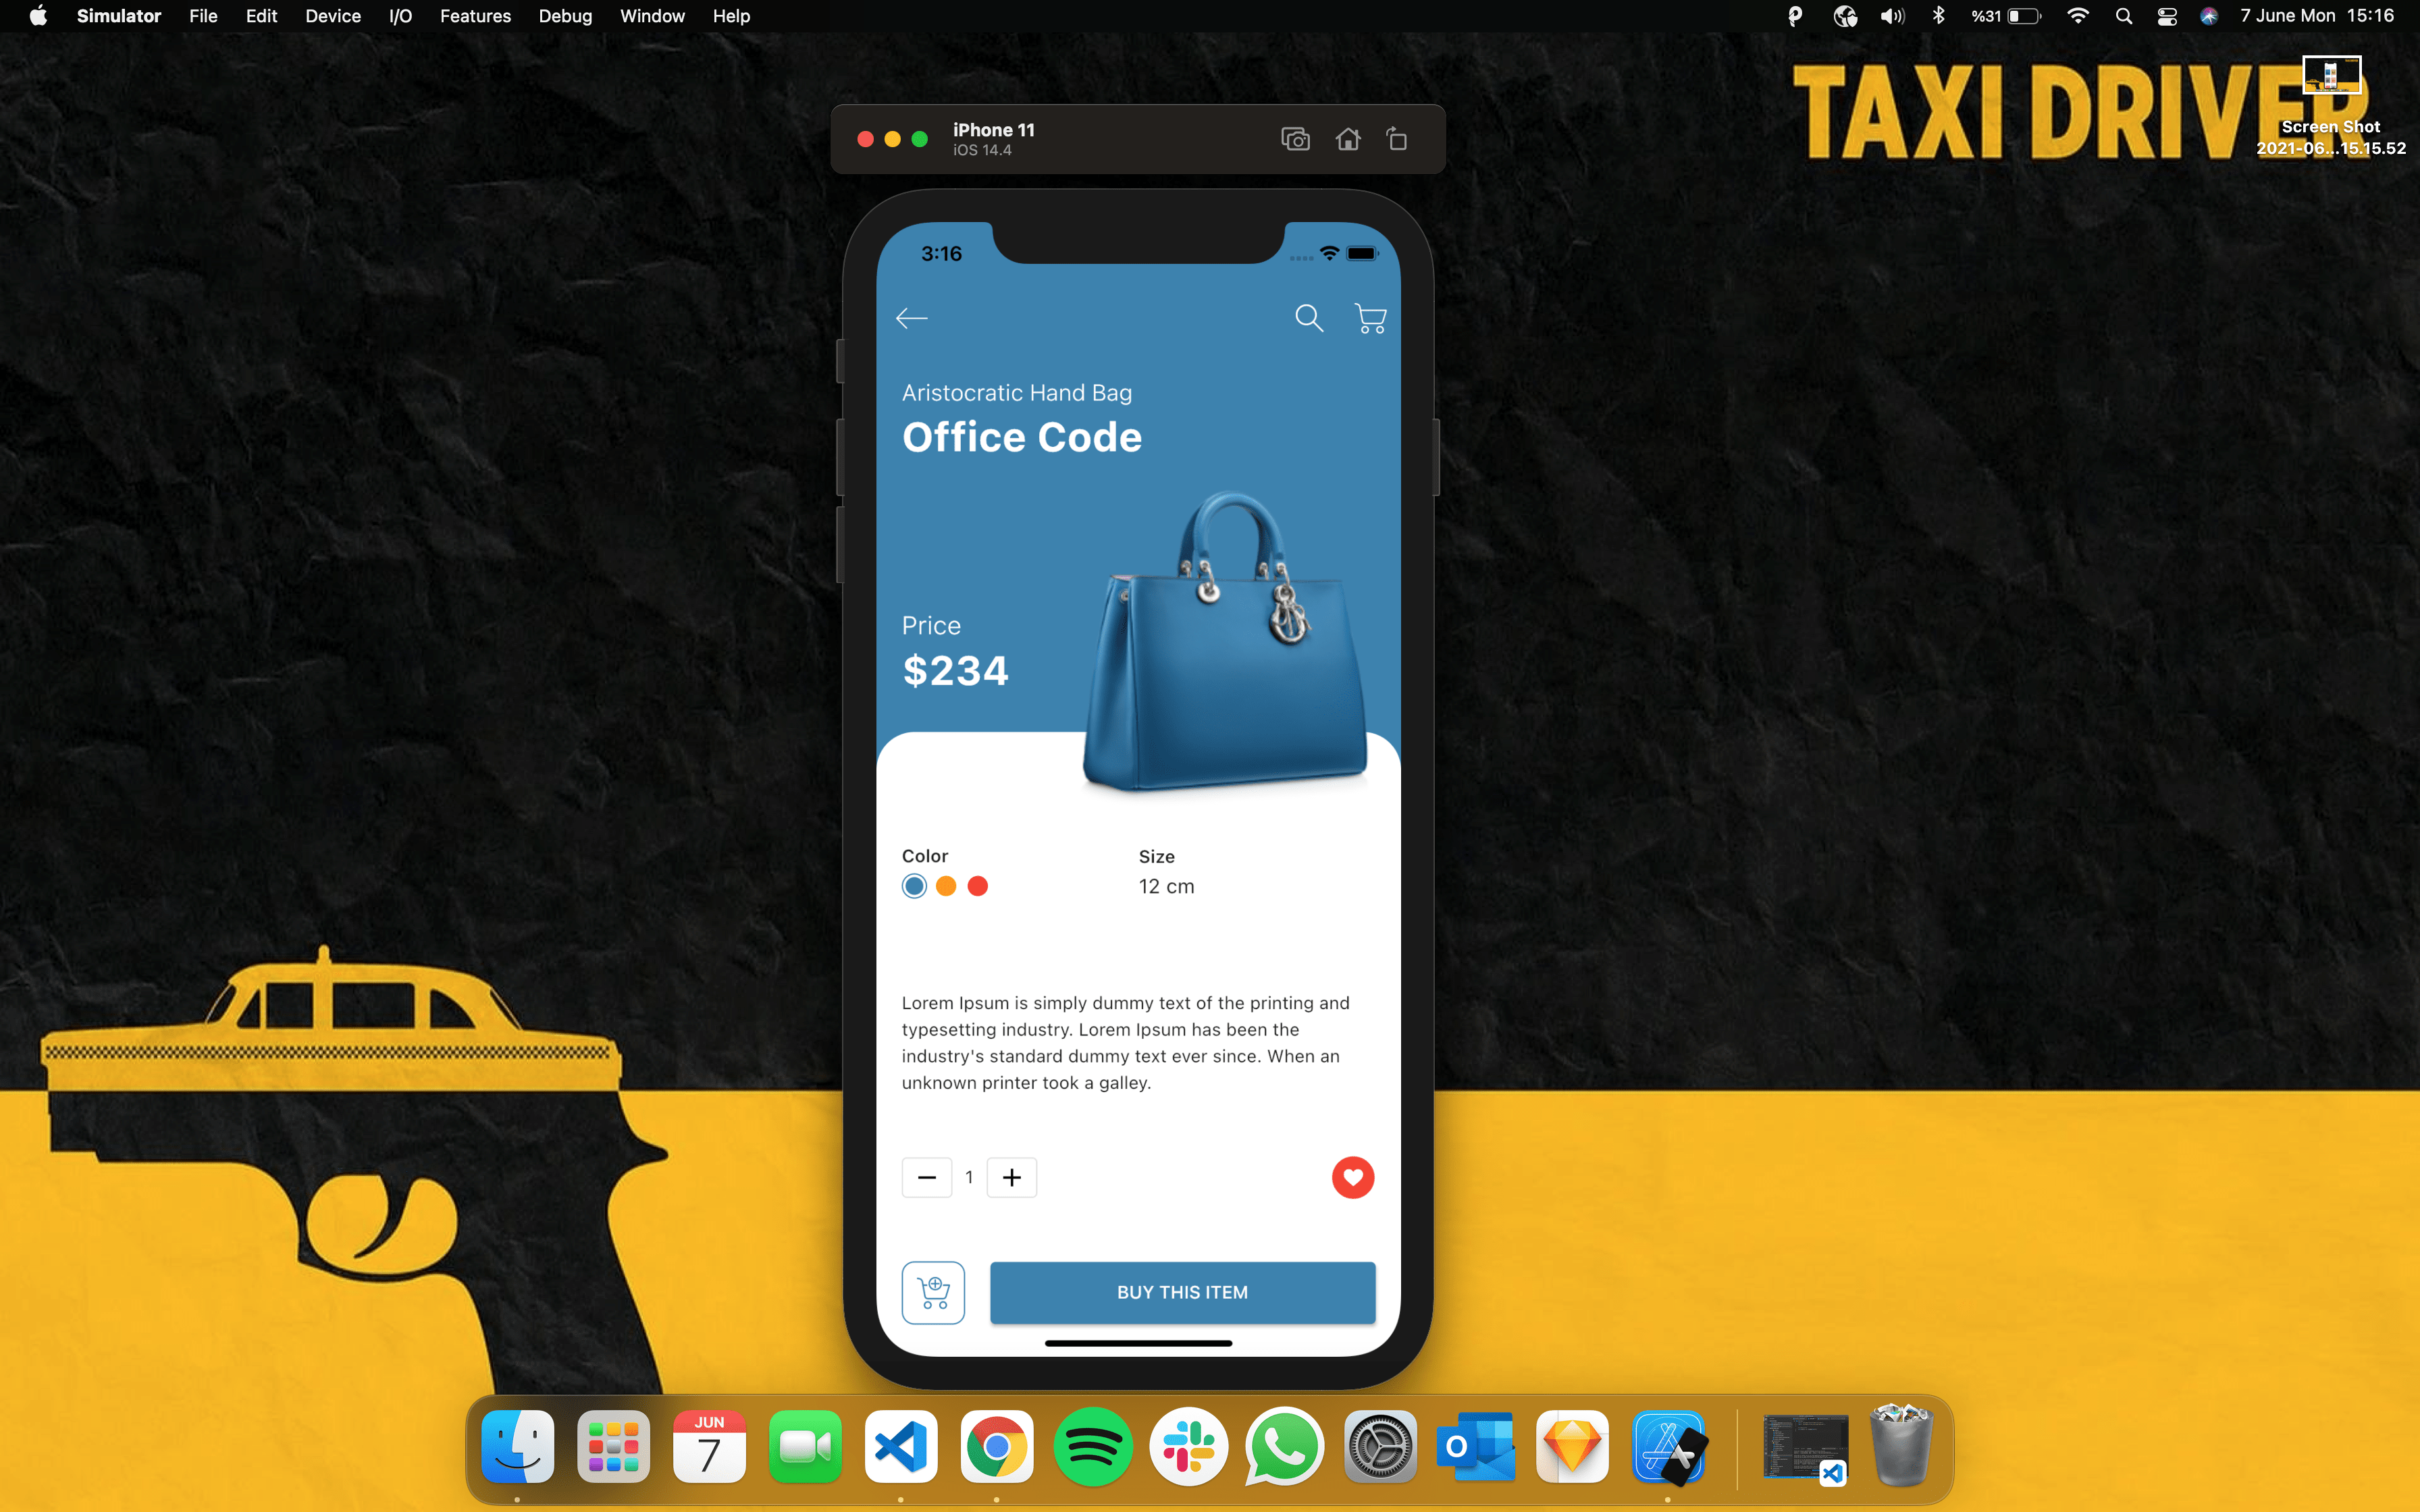 Simulator File Edit Device I/O Features Debug Window Help
%31 7 June Mon 15:16
TAXI DRIVER
Screen Shot
2021-06...15.15.52
iPhone 11
iOS 14.4
3:16
Aristocratic Hand Bag
Office Code
Price
$234
Color
Size
12 cm
Lorem Ipsum is simply dummy text of the printing and
typesetting industry. Lorem Ipsum has been the
industry's standard dummy text ever since. When an
unknown printer took a galley.
1
BUY THIS ITEM
JUN
7
O